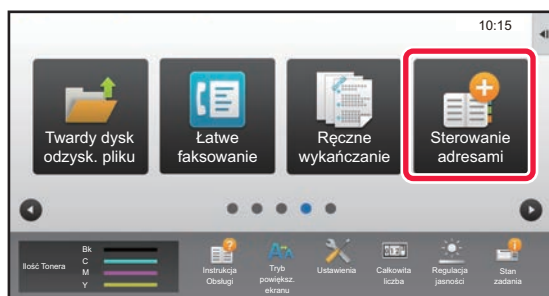 10:15
Twardy dysk
odzysk. pliku
Łatwe
faksowanie
Ręczne
wykańczanie
Sterowanie
adresami
Ilość Tonera
Bk
C
M
Y
Instrukcja
Obsługi
Tryb
powiększ.
ekranu
Ustawienia
Całkowita
liczba
Regulacja
jasności
Stan
zadania